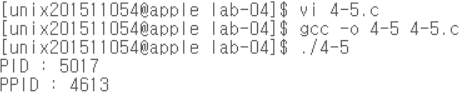 [unix201511054@apple lab-04]$ vi 4-5.c
[unix201511054@apple lab-04]$ gcc -o 4-5 4-5.c
[unix201511054@apple lab-04]$ ./4-5
PID : 5017
PPID : 4613